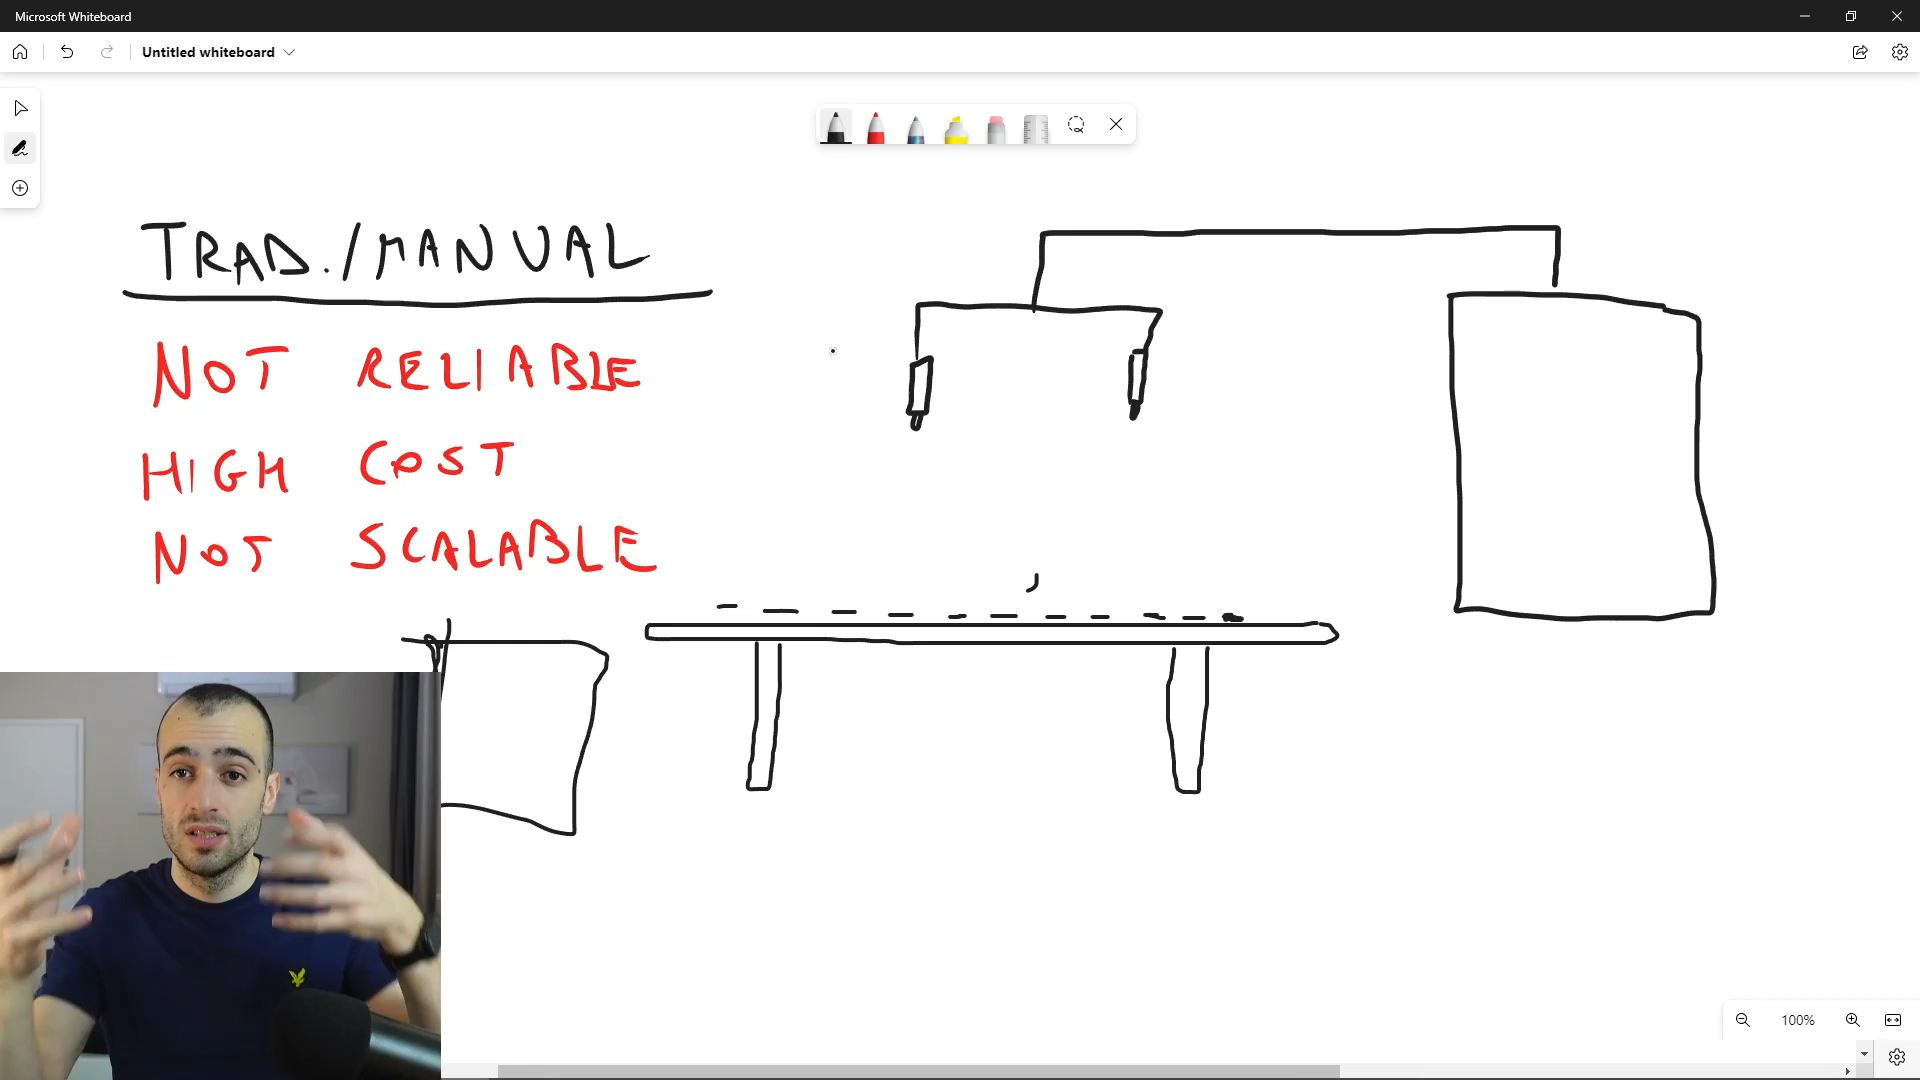 Microsoft Whiteboard
Untitled whiteboard
TRAD./MANUAL
NOT RELIABLE
HIGH COST
NOT SCALABLE
100%